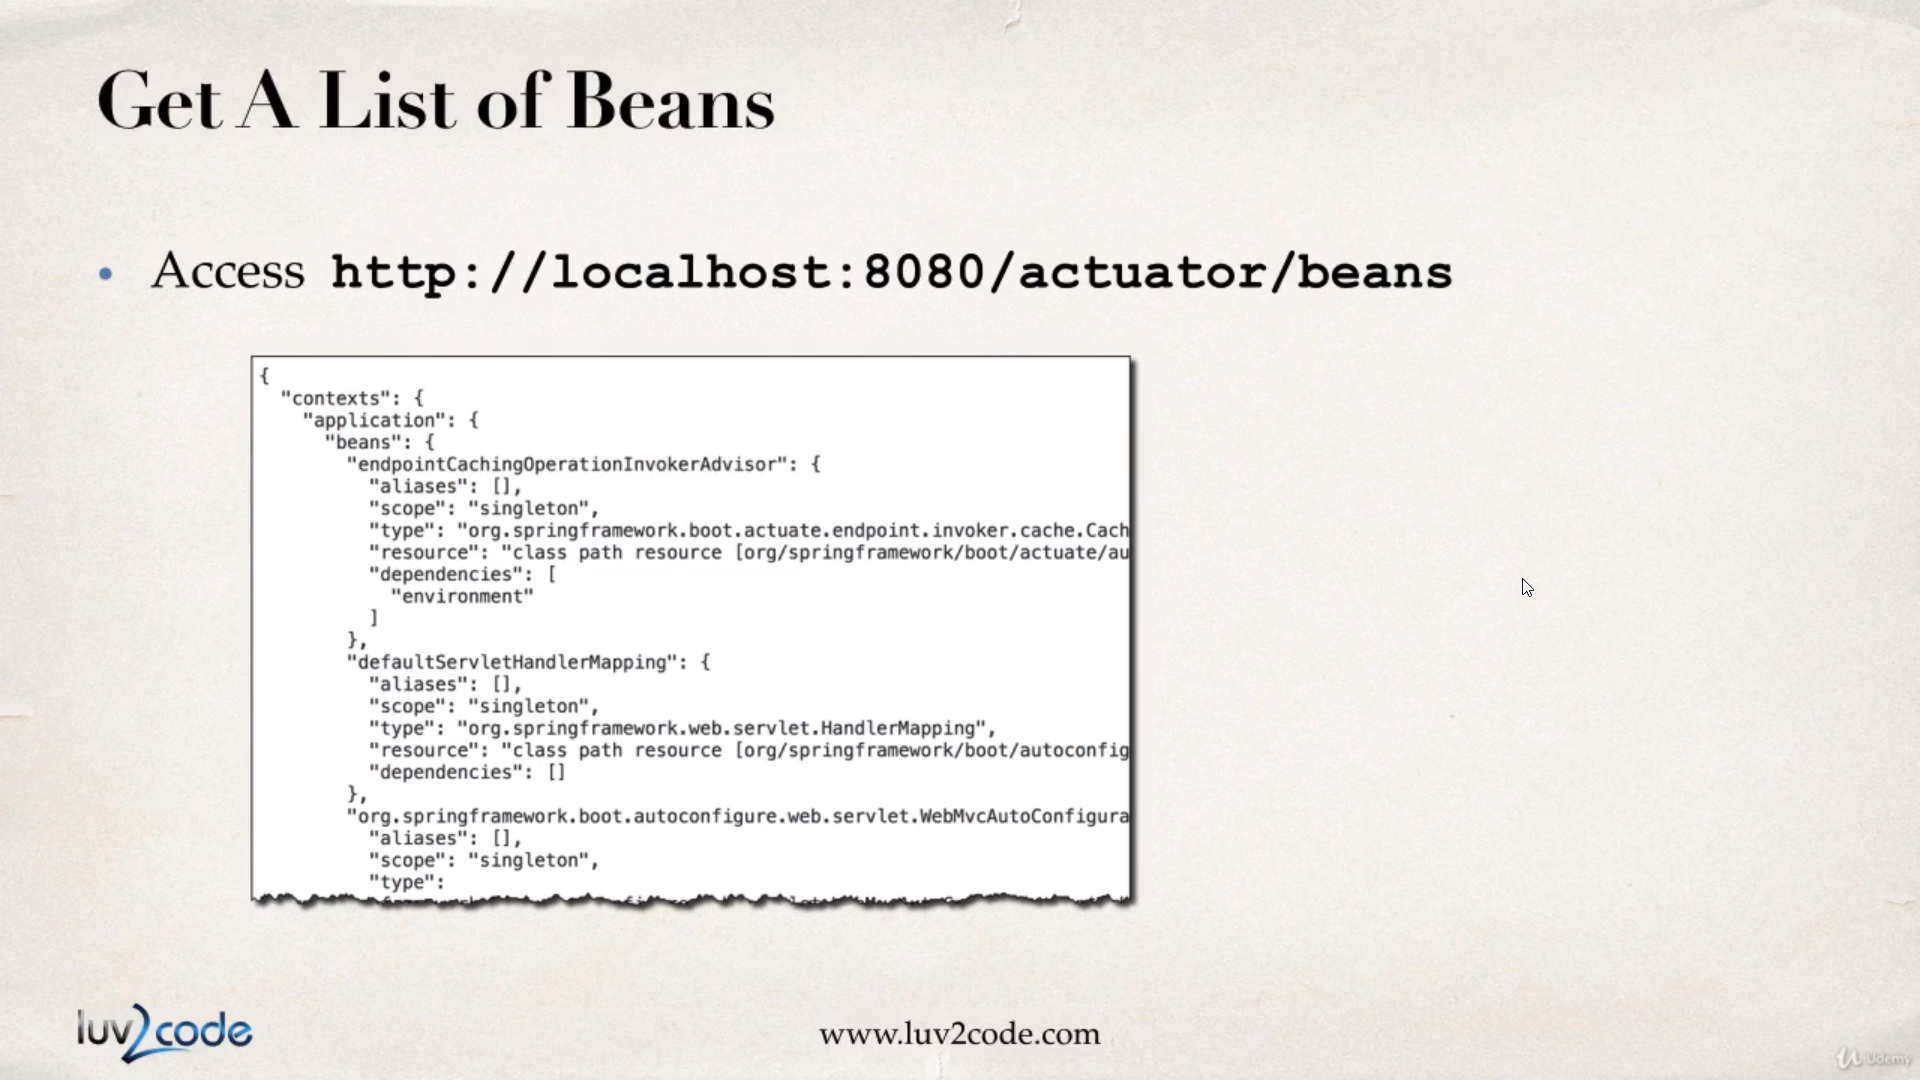 Get A List of Beans
• Access http://localhost:8080/actuator/beans
{
"contexts": {
"application": {
"beans": {
"endpointCachingOperationInvokerAdvisor": {
"aliases": [],
"scope": "singleton",
"type": "org.springframework.boot.actuate.endpoint.invoker.cache.Cach
"resource": "class path resource [org/springframework/boot/actuate/au
"dependencies": [
"environment"
]
},
"defaultServletHandlerMapping": {
"aliases": [],
"scope": "singleton",
"type": "org.springframework.web.servlet.HandlerMapping",
"resource": "class path resource [org/springframework/boot/autoconfig
"dependencies": []
},
"org.springframework.boot.autoconfigure.web.servlet.WebMvcAutoConfigura
"aliases": [],
"scope": "singleton",
"type":
luv2code
www.luv2code.com
Udemy